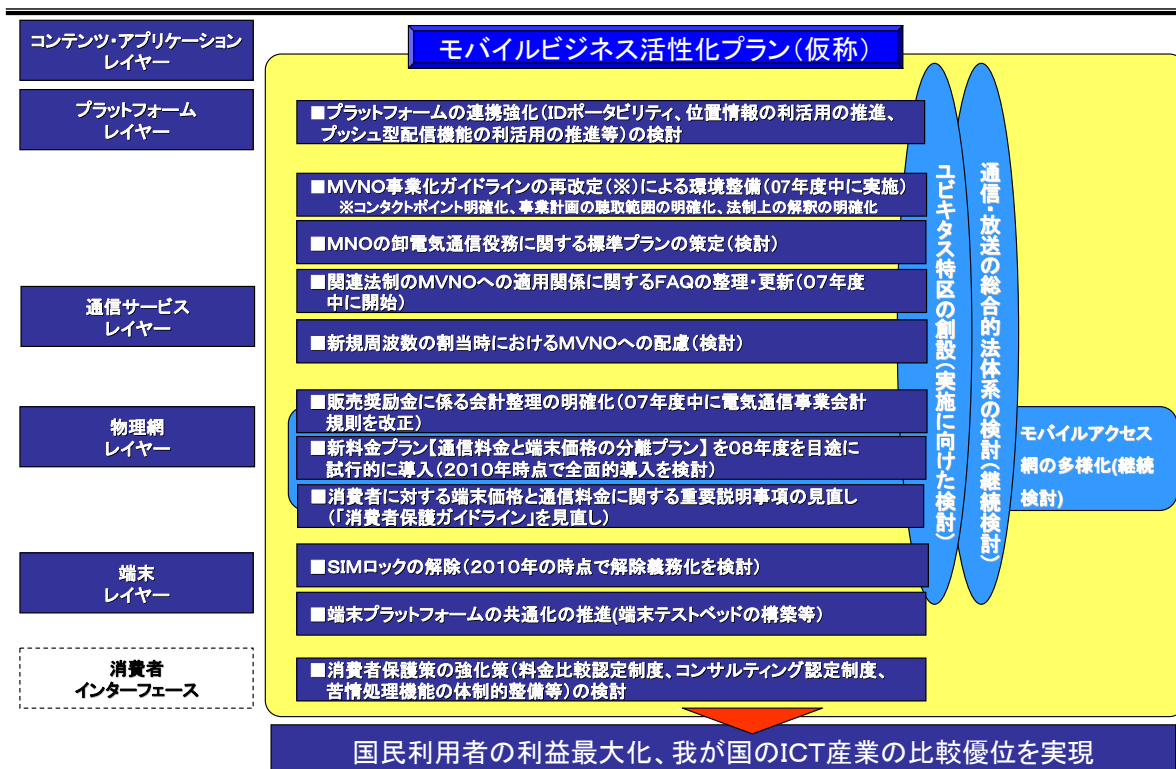 コンテンツ・アプリケーション
レイヤー
プラットフォーム
レイヤー
通信サービス
レイヤー
物理網
レイヤー
端末
レイヤー
消費者
インターフェース
モバイルビジネス活性化プラン(仮称)
■プラットフォームの連携強化(IDポータビリティ、位置情報の利活用の推進、
プッシュ型配信機能の利活用の推進等)の検討
■MVNO事業化ガイドラインの再改定(※)による環境整備(07年度中に実施)
※コンタクトポイント明確化、事業計画の聴取範囲の明確化、法制上の解釈の明確化
■MNOの卸電気通信役務に関する標準プランの策定(検討)
■関連法制のMVNOへの適用関係に関するFAQの整理・更新(07年度
中に開始)
■新規周波数の割当時におけるMVNOへの配慮(検討)
■販売奨励金に係る会計整理の明確化(07年度中に電気通信事業会計
規則を改正)
■新料金プラン【通信料金と端末価格の分離プラン】を08年度を目途に
試行的に導入(2010年時点で全面的導入を検討)
■消費者に対する端末価格と通信料金に関する重要説明事項の見直し
(「消費者保護ガイドライン」を見直し)
■SIMロックの解除(2010年の時点で解除義務化を検討)
■端末プラットフォームの共通化の推進(端末テストベッドの構築等)
■消費者保護策の強化策(料金比較認定制度、コンサルティング認定制度、
苦情処理機能の体制的整備等)の検討
ユビキタス特区の創設(実施に向けた検討)
通信・放送の総合的法体系の検討(継続検討)
モバイルアクセス
網の多様化(継続
検討)
国民利用者の利益最大化、我が国のICT産業の比較優位を実現